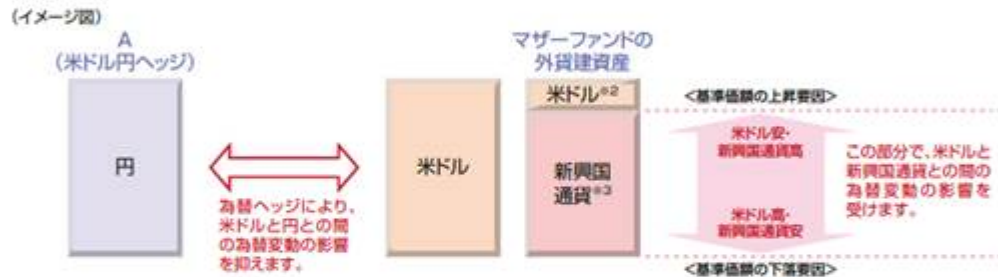 (イメージ図)
A
(米ドル円ヘッジ)
円
為替ヘッジにより、
米ドルと円との間
の為替変動の影響
を抑えます。
米ドル
マザーファンドの
外貨建資産
米ドル※2
新興国
通貨※3
<基準価額の上昇要因>
米ドル安・
新興国通貨高
米ドル高・
新興国通貨安
<基準価額の下落要因>
この部分で、米ドルと
新興国通貨との間の
為替変動の影響を
受けます。